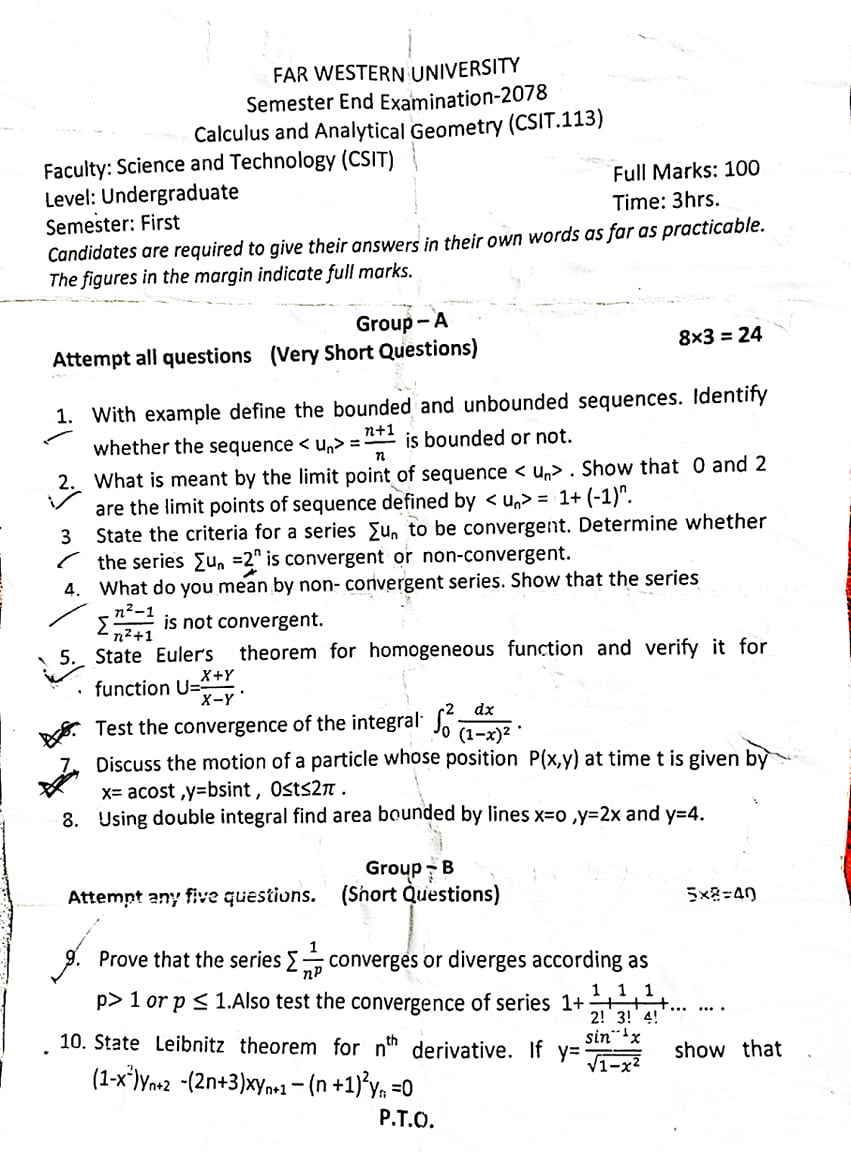 FAR WESTERN UNIVERSITY
Semester End Examination-2078
Calculus and Analytical Geometry (CSIT.113)
Faculty: Science and Technology (CSIT)
Full Marks: 100
Level: Undergraduate
Time: 3hrs.
Semester: First
Candidates are required to give their answers in their own words as far as practicable.
The figures in the margin indicate full marks.
Group – A
8×3 = 24
Attempt all questions (Very Short Questions)
1. With example define the bounded and unbounded sequences. Identify
whether the sequence < uₙ> = (n+1)/n is bounded or not.
2. What is meant by the limit point of sequence < uₙ> . Show that 0 and 2
are the limit points of sequence defined by < uₙ> = 1+ (-1)ⁿ.
3 State the criteria for a series ∑uₙ to be convergent. Determine whether
the series ∑uₙ =2ⁿ is convergent or non-convergent.
4. What do you mean by non- convergent series. Show that the series
∑ (n²−1)/(n²+1) is not convergent.
5. State Eulers theorem for homogeneous function and verify it for
function U= (X+Y)/(X−Y) .
6. Test the convergence of the integral ∫₀² dx/(1−x)² .
7. Discuss the motion of a particle whose position P(x,y) at time t is given by
x= acost ,y=bsint , 0≤t≤2π .
8. Using double integral find area bounded by lines x=o ,y=2x and y=4.
Group – B
Attempt any five questions. (Short Questions) 5×8=40
9. Prove that the series ∑ 1/nᵖ converges or diverges according as
p> 1 or p ≤ 1.Also test the convergence of series 1+ 1/2! + 1/3! + 1/4! +... ... .
10. State Leibnitz theorem for nᵗʰ derivative. If y= sin⁻¹x/√(1−x²) show that
(1-x²)yₙ₊₂ -(2n+3)xyₙ₊₁ – (n +1)²yₙ =0
P.T.O.